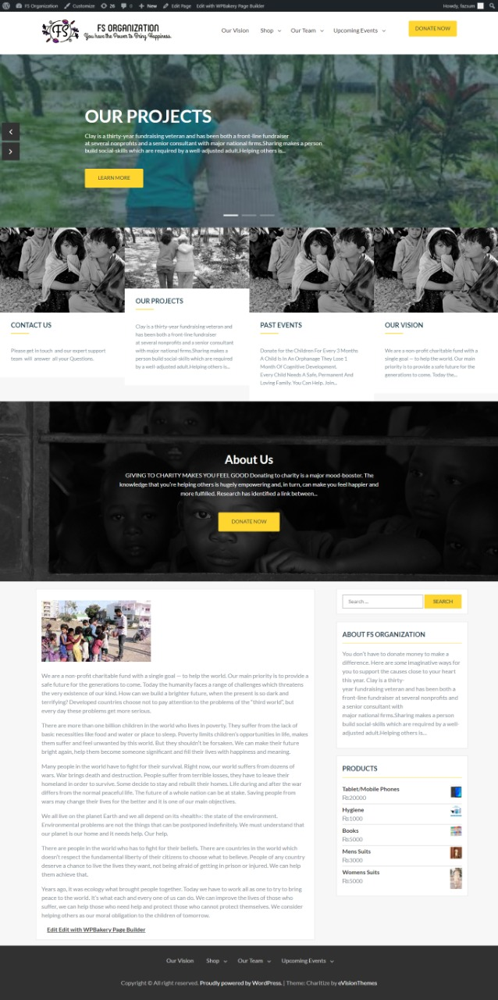 FS Organization Customize 26 0 New Edit Page Edit with WPBakery Page Builder Howdy, fazsum
FS
FS ORGANIZATION
You have the Power to Bring Happiness.
Our Vision Shop Our Team Upcoming Events DONATE NOW
OUR PROJECTS
Clay is a thirty-year fundraising veteran and has been both a front-line fundraiser
at several nonprofits and a senior consultant with major national firms.Sharing makes a person
build social-skills which are required by a well-adjusted adult.Helping others is...
LEARN MORE
CONTACT US
Please get in touch and our expert support
team will answer all your Questions.
OUR PROJECTS
Clay is a thirty-year fundraising veteran and
has been both a front-line fundraiser
at several nonprofits and a senior consultant
with major national firms.Sharing makes a
person build social-skills which are required
by a well-adjusted adult.Helping others is...
PAST EVENTS
Donate for the Children For Every 3 Months
A Child Is In An Orphanage They Lose 1
Month Of Cognitive Development.
Every Child Needs A Safe, Permanent And
Loving Family. You Can Help. Join...
OUR VISION
We are a non-profit charitable fund with a
single goal — to help the world. Our main
priority is to provide a safe future for the
generations to come. Today the...
About Us
GIVING TO CHARITY MAKES YOU FEEL GOOD Donating to charity is a major mood-booster. The
knowledge that you're helping others is hugely empowering and, in turn, can make you feel happier and
more fulfilled. Research has identified a link between...
DONATE NOW
We are a non-profit charitable fund with a single goal — to help the world. Our main priority is to provide a
safe future for the generations to come. Today the humanity faces a range of challenges which threatens
the very existence of our kind. How can we build a brighter future, when the present is so dark and
terrifying? Developed countries choose not to pay attention to the problems of the "third world", but
every day these problems get more serious.
There are more than one billion children in the world who lives in poverty. They suffer from the lack of
basic necessities like food and water or place to sleep. Poverty limits children's opportunities in life, makes
them suffer and feel unwanted by this world. But they shouldn't be forsaken. We can make their future
bright again, help them become someone significant and fill their lives with happiness and meaning.
Many people in the world have to fight for their survival. Right now, our world suffers from dozens of
wars. War brings death and destruction. People suffer from terrible losses, they have to leave their
homeland in order to survive. Some decide to stay and rebuild their homes. Life during and after the war
differs from the normal peaceful life. The future of a whole nation can be at stake. Saving people from
wars may change their lives for the better and it is one of our main objectives.
We all live on the planet Earth and we all depend on its «health»: the state of the environment.
Environmental problems are not the things that can be postponed indefinitely. We must understand that
our planet is our home and it needs help. Our help.
There are people in the world who has to fight for their beliefs. There are countries in the world which
doesn't respect the fundamental liberty of their citizens to choose what to believe. People of any country
deserve a chance to live the lives they want, not being afraid of getting in prison or injured. We can help
them achieve that.
Years ago, it was ecology what brought people together. Today we have to work all as one to try to bring
peace to the world. It's what each and every one of us can do. We can improve the lives of those who
suffer, we can help those who need help and protect those who cannot protect themselves. We consider
helping others as our moral obligation to the children of tomorrow.
Edit Edit with WPBakery Page Builder
Search ... SEARCH
ABOUT FS ORGANIZATION
You don't have to donate money to make a
difference. Here are some imaginative ways for
you to support the causes close to your heart
this year. Clay is a thirty-
year fundraising veteran and has been both a
front-line fundraiser at several nonprofits and
a senior consultant with
major national firms.Sharing makes a person
build social-skills which are required by a well-
adjusted adult.Helping others is...
PRODUCTS
Tablet/Mobile Phones
₨20000
Hygiene
₨1000
Books
₨5000
Mens Suits
₨3000
Womens Suits
₨5000
Our Vision Shop Our Team Upcoming Events
Copyright © All right reserved. Proudly powered by WordPress. | Theme: Charitize by eVisionThemes